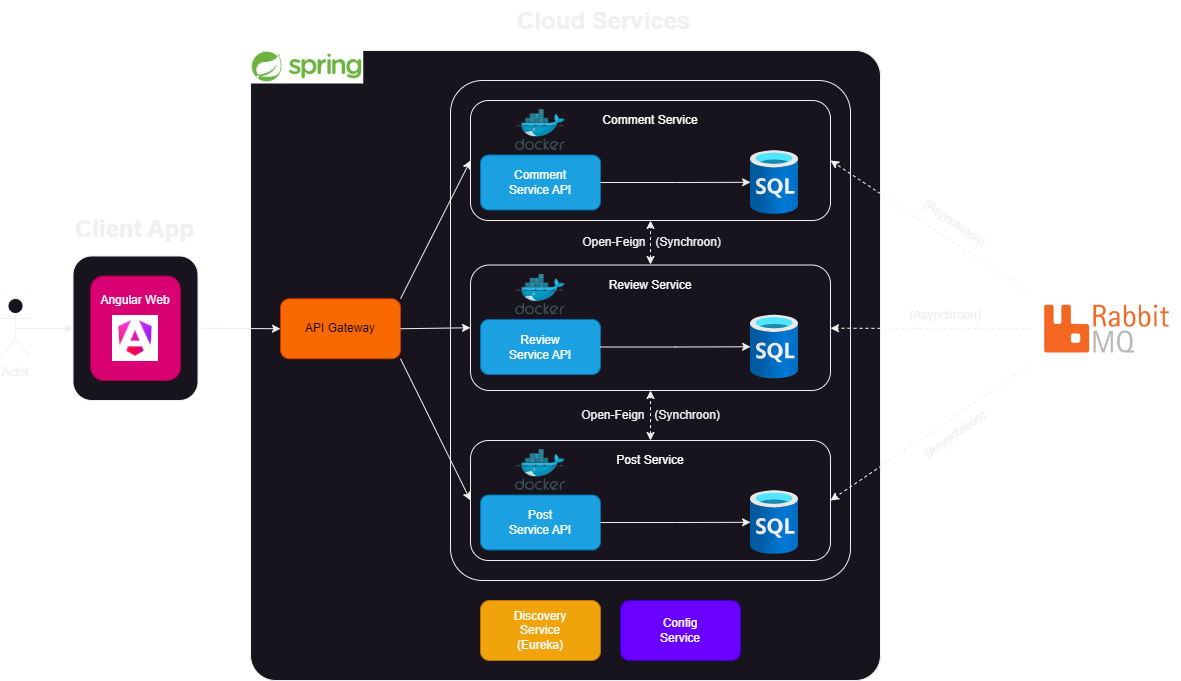 Cloud Services
spring
docker
Comment Service
Comment
Service API
SQL
Open-Feign (Synchroon)
(Asynchroon)
Client App
Angular Web
Actor
API Gateway
docker
Review Service
Review
Service API
SQL
(Asynchroon)
Rabbit
MQ
Open-Feign (Synchroon)
(Asynchroon)
docker
Post Service
Post
Service API
SQL
Discovery
Service
(Eureka)
Config
Service